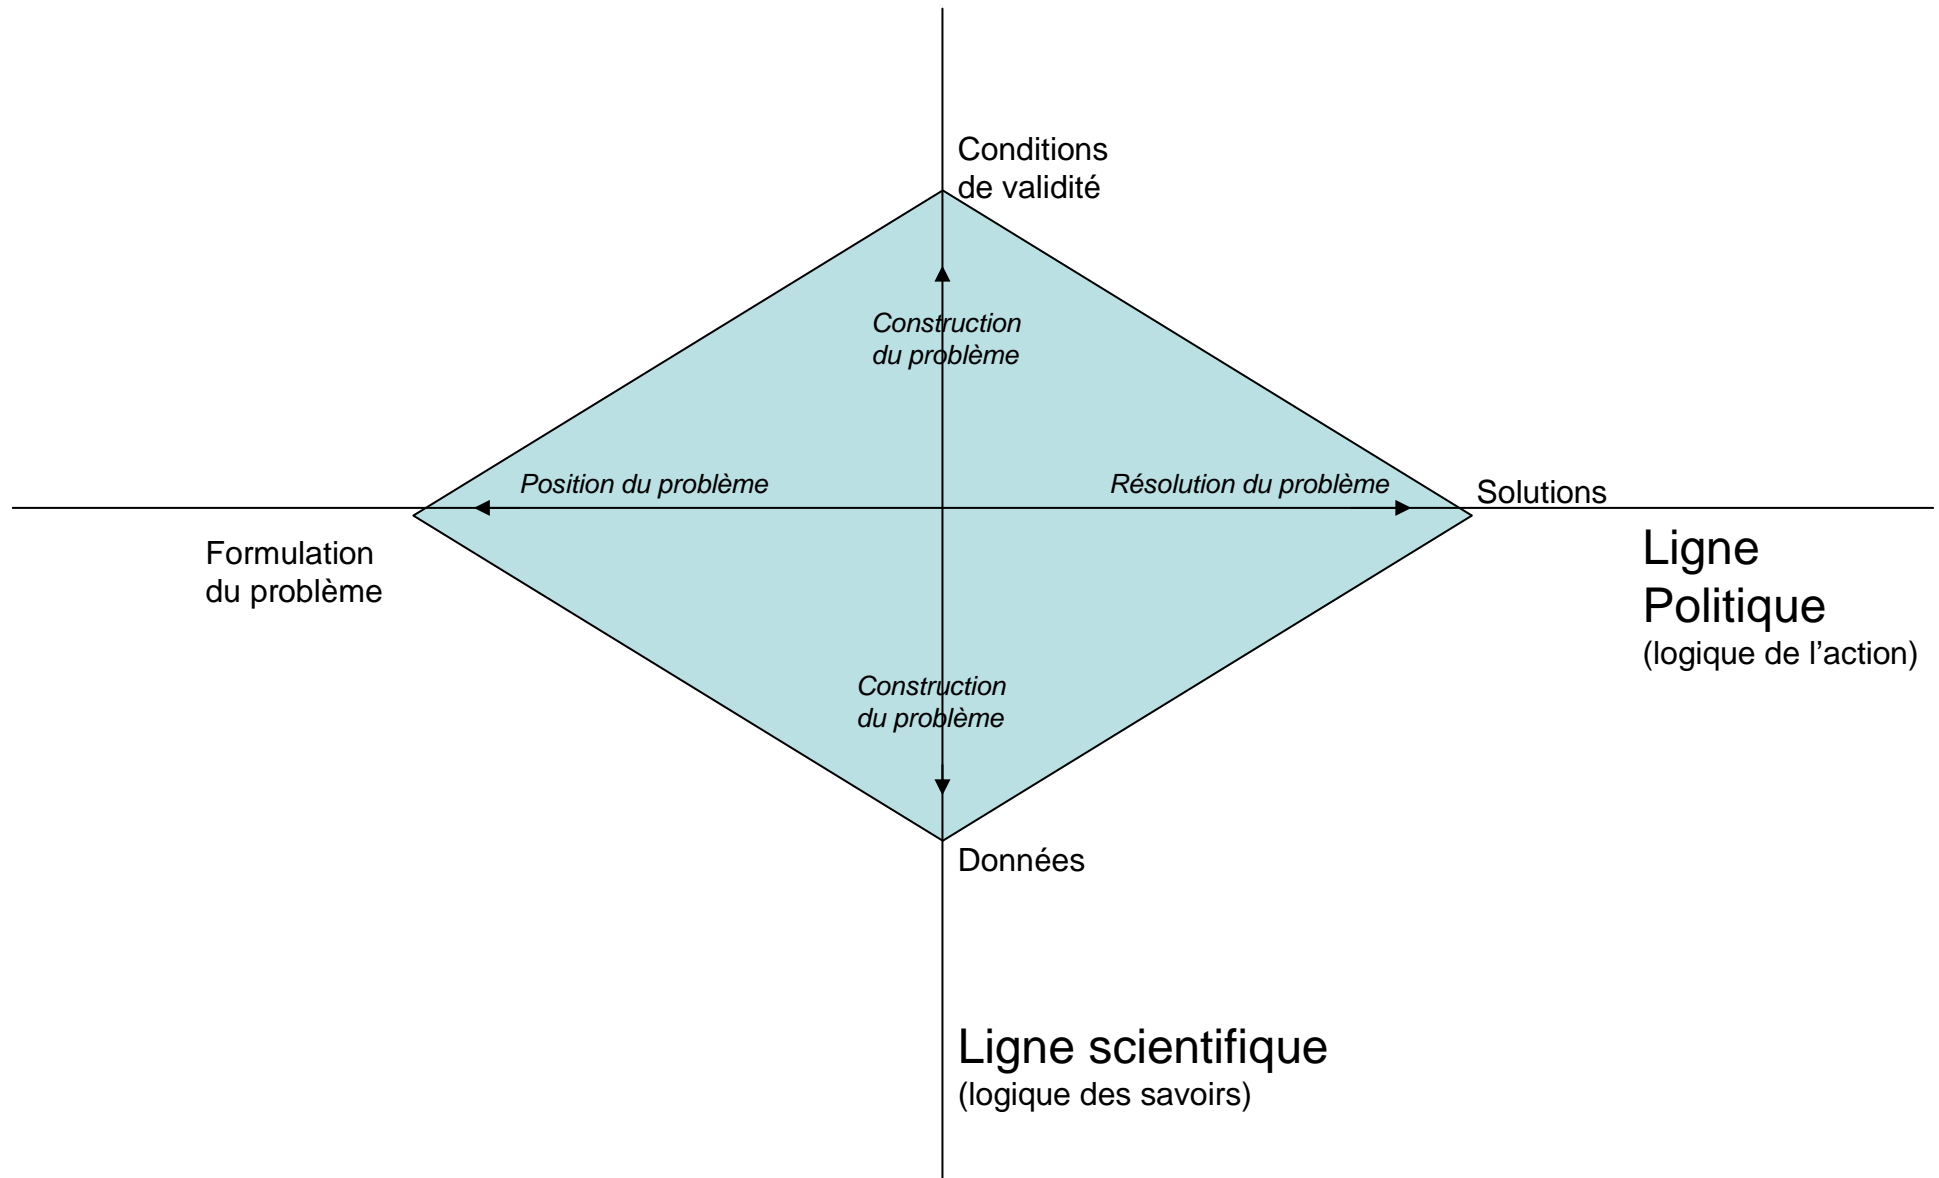 Conditions
de validité
Construction
du problème
Position du problème
Résolution du problème
Solutions
Formulation
du problème
Ligne
Politique
(logique de l’action)
Construction
du problème
Données
Ligne scientifique
(logique des savoirs)